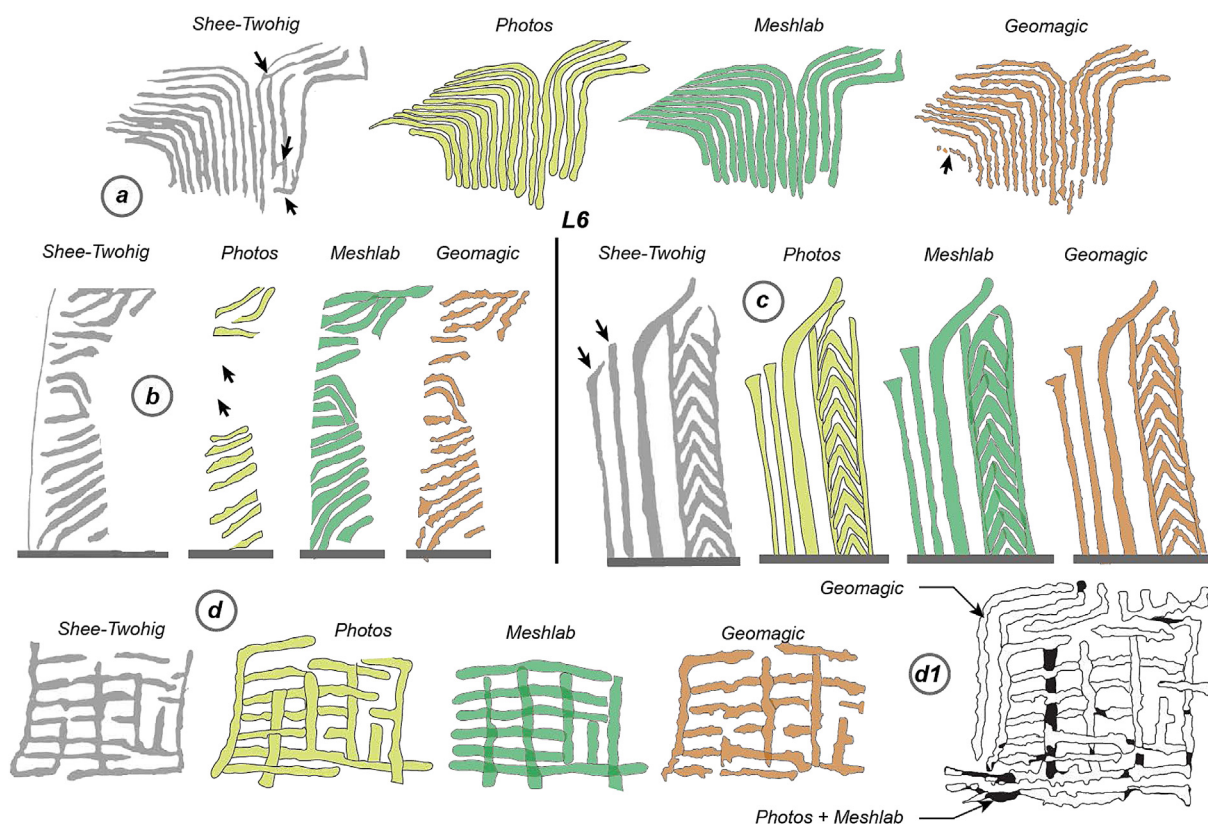 Shee-Twohig Photos Meshlab Geomagic
a
L6
Shee-Twohig Photos Meshlab Geomagic
b
Shee-Twohig Photos Meshlab Geomagic
c
d
Shee-Twohig Photos Meshlab Geomagic
Geomagic
d1
Photos + Meshlab